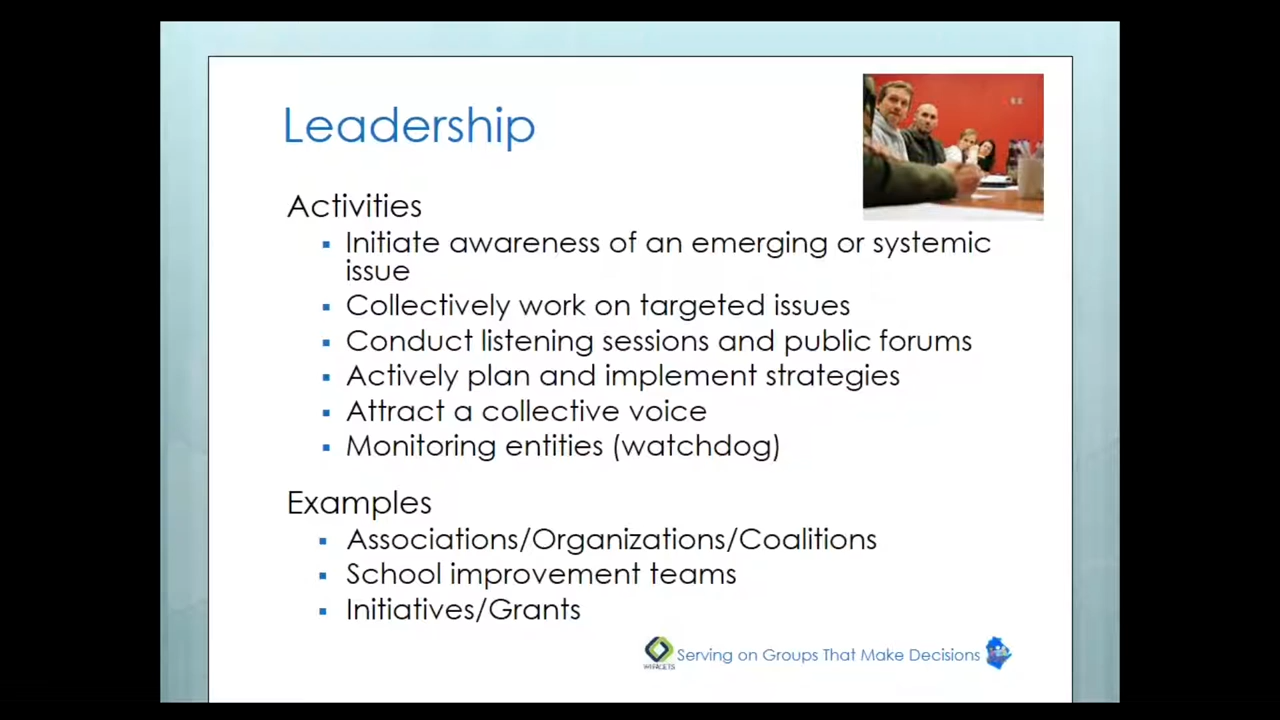 Leadership
Activities
▪ Initiate awareness of an emerging or systemic
issue
▪ Collectively work on targeted issues
▪ Conduct listening sessions and public forums
▪ Actively plan and implement strategies
▪ Attract a collective voice
▪ Monitoring entities (watchdog)
Examples
▪ Associations/Organizations/Coalitions
▪ School improvement teams
▪ Initiatives/Grants
WI FACETS
Serving on Groups That Make Decisions